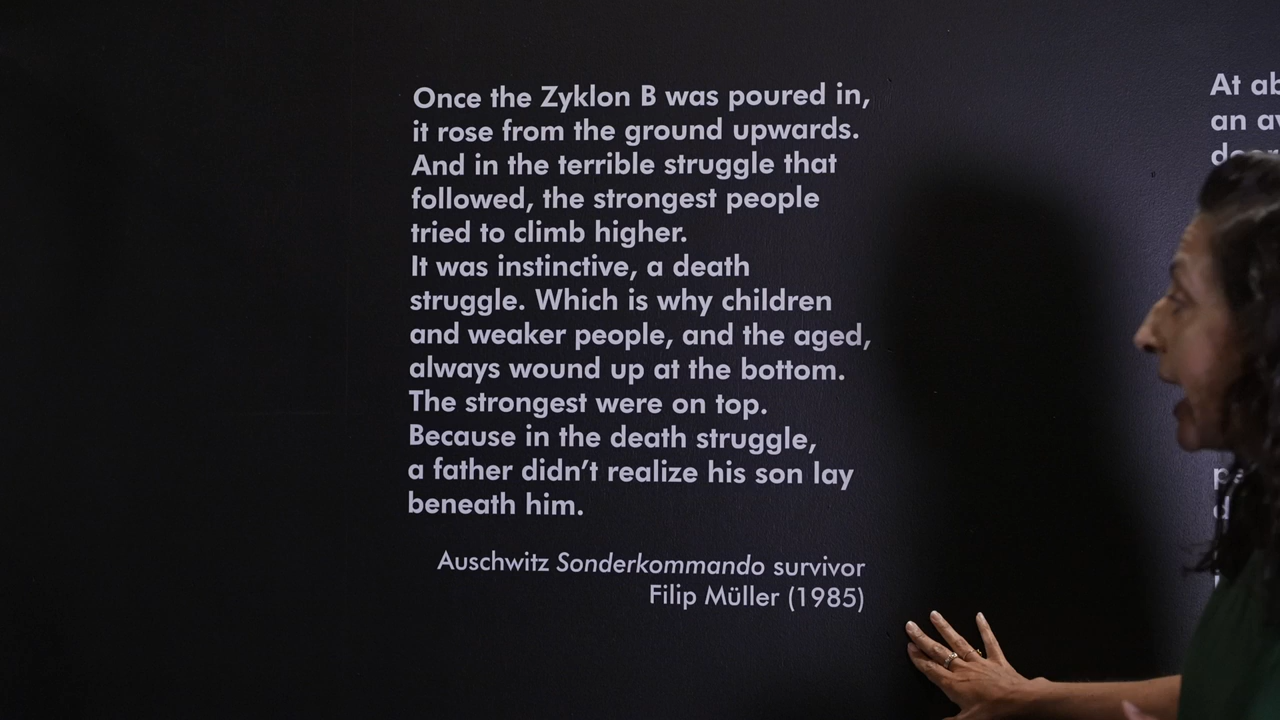 Once the Zyklon B was poured in,
it rose from the ground upwards.
And in the terrible struggle that
followed, the strongest people
tried to climb higher.
It was instinctive, a death
struggle. Which is why children
and weaker people, and the aged,
always wound up at the bottom.
The strongest were on top.
Because in the death struggle,
a father didn't realize his son lay
beneath him.
Auschwitz Sonderkommando survivor
Filip Müller (1985)
At
an